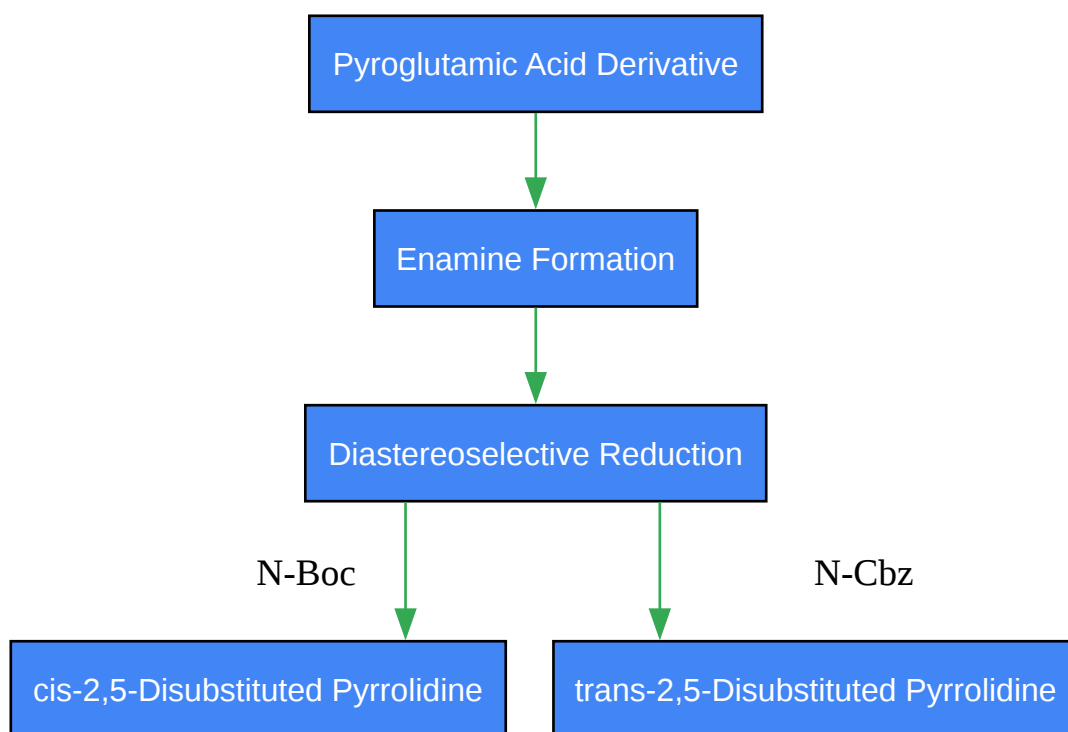 Pyroglutamic Acid Derivative
Enamine Formation
Diastereoselective Reduction
N-Boc
N-Cbz
cis-2,5-Disubstituted Pyrrolidine
trans-2,5-Disubstituted Pyrrolidine